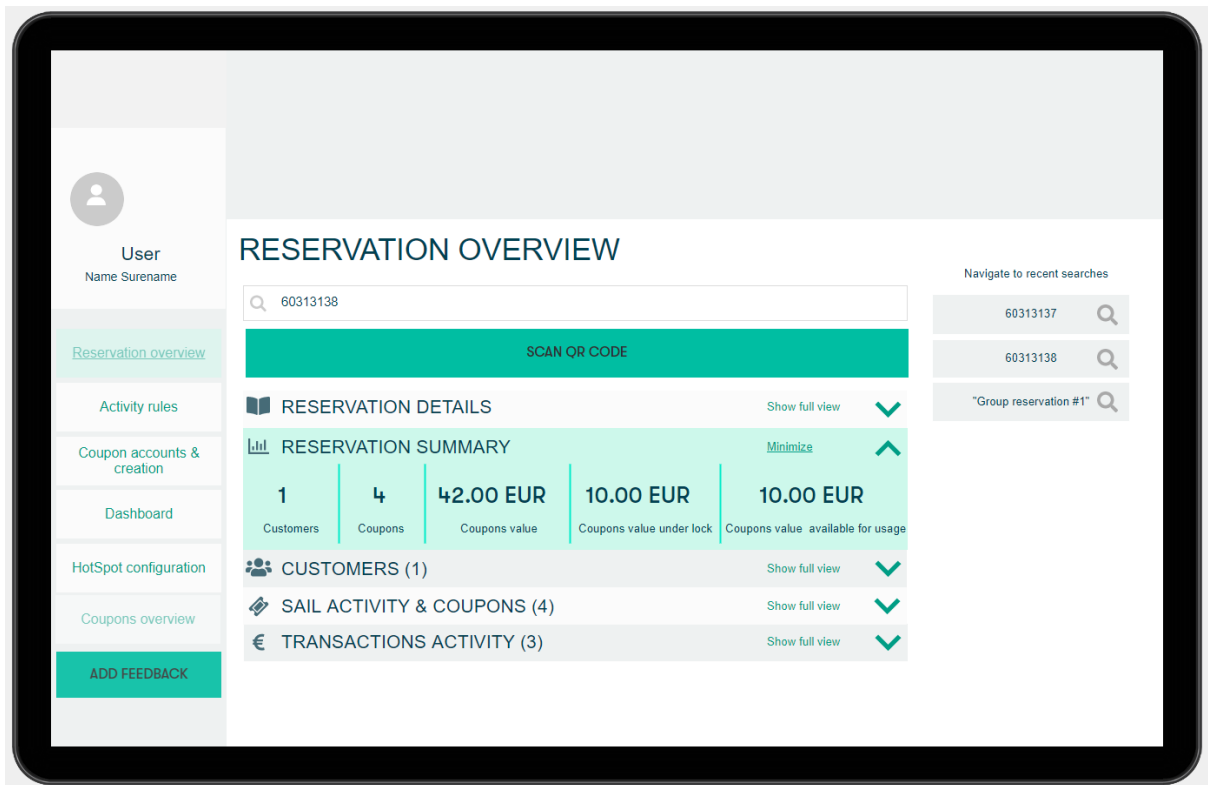 User
Name Surename
Reservation overview
Activity rules
Coupon accounts &
creation
Dashboard
HotSpot configuration
Coupons overview
ADD FEEDBACK
RESERVATION OVERVIEW
60313138
SCAN QR CODE
RESERVATION DETAILS
Show full view
RESERVATION SUMMARY
Minimize
1
Customers
4
Coupons
42.00 EUR
Coupons value
10.00 EUR
Coupons value under lock
10.00 EUR
Coupons value available for usage
CUSTOMERS (1)
Show full view
SAIL ACTIVITY & COUPONS (4)
Show full view
€ TRANSACTIONS ACTIVITY (3)
Show full view
Navigate to recent searches
60313137
60313138
"Group reservation #1"